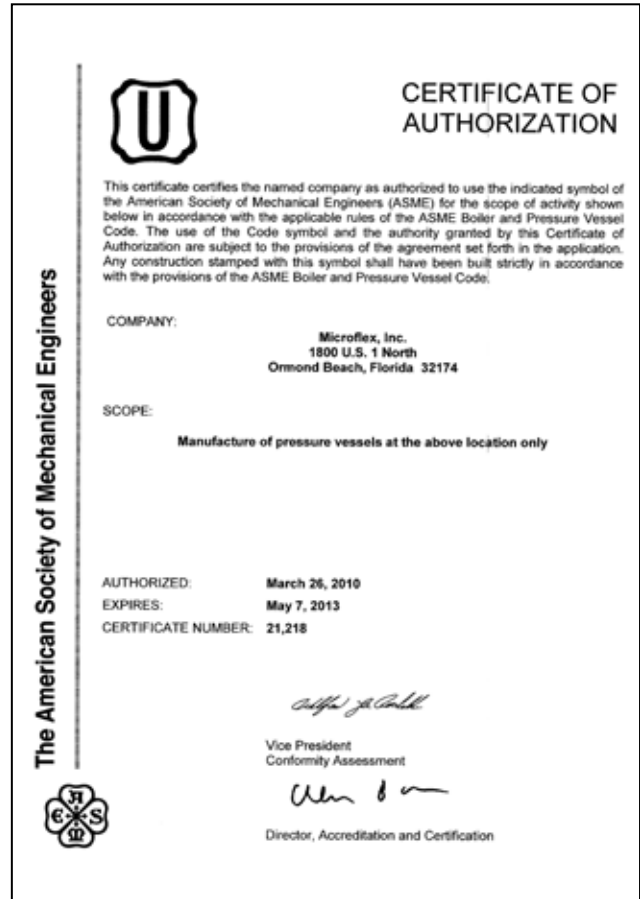 U
CERTIFICATE OF
AUTHORIZATION
This certificate certifies the named company as authorized to use the indicated symbol of
the American Society of Mechanical Engineers (ASME) for the scope of activity shown
below in accordance with the applicable rules of the ASME Boiler and Pressure Vessel
Code. The use of the Code symbol and the authority granted by this Certificate of
Authorization are subject to the provisions of the agreement set forth in the application.
Any construction stamped with this symbol shall have been built strictly in accordance
with the provisions of the ASME Boiler and Pressure Vessel Code.
COMPANY:
Microflex, Inc.
1800 U.S. 1 North
Ormond Beach, Florida 32174
SCOPE:
Manufacture of pressure vessels at the above location only
AUTHORIZED: March 26, 2010
EXPIRES: May 7, 2013
CERTIFICATE NUMBER: 21,218
Vice President
Conformity Assessment
Director, Accreditation and Certification
The American Society of Mechanical Engineers
A S M E